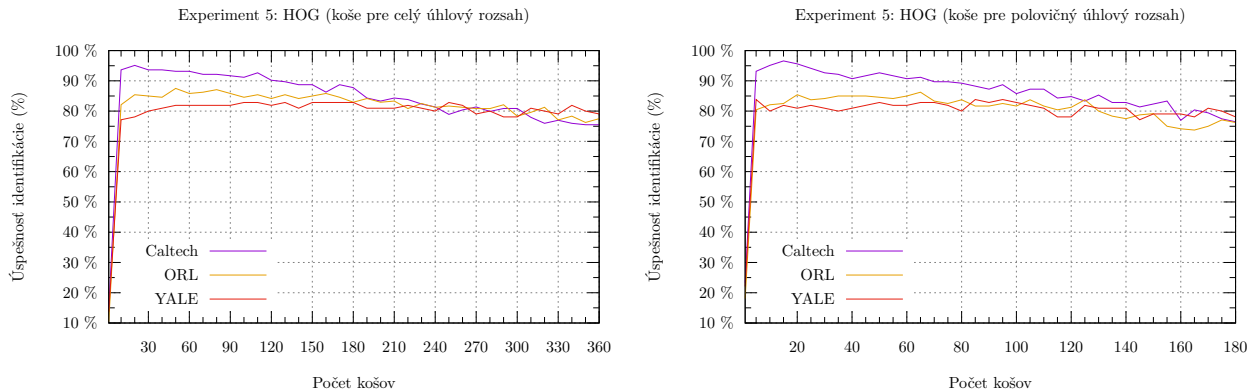 Experiment 5: HOG (koše pre celý úhlový rozsah)
100 %
90 %
80 %
70 %
60 %
50 %
40 %
30 %
20 %
10 %
Úspešnosť identifikácie (%)
Caltech
ORL
YALE
30 60 90 120 150 180 210 240 270 300 330 360
Počet košov
Experiment 5: HOG (koše pre polovičný úhlový rozsah)
100 %
90 %
80 %
70 %
60 %
50 %
40 %
30 %
20 %
10 %
Úspešnosť identifikácie (%)
Caltech
ORL
YALE
20 40 60 80 100 120 140 160 180
Počet košov